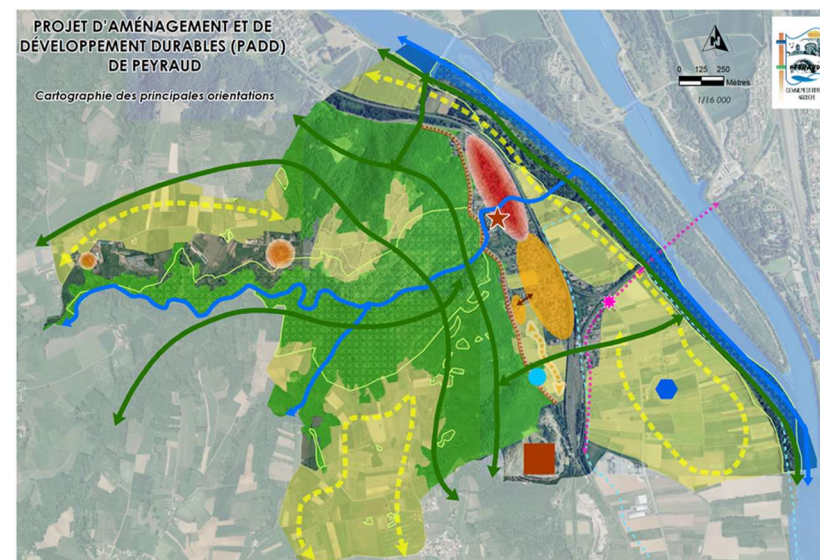 PROJET D'AMÉNAGEMENT ET DE
DÉVELOPPEMENT DURABLES (PADD)
DE PEYRAUD
Cartographie des principales orientations
0 125 250
Mètres
1/16 000
PEYRAUD